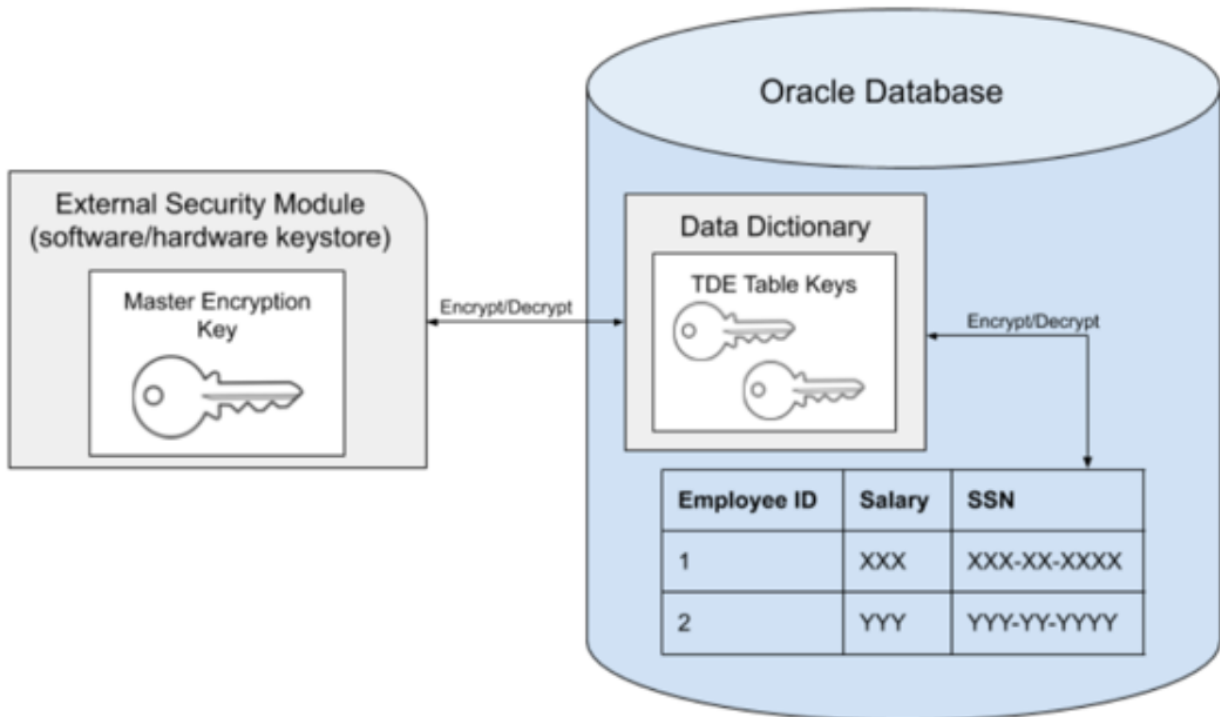 Oracle Database
External Security Module
(software/hardware keystore)
Master Encryption
Key
Encrypt/Decrypt
Data Dictionary
TDE Table Keys
Encrypt/Decrypt
Employee ID Salary SSN
1 XXX XXX-XX-XXXX
2 YYY YYY-YY-YYYY